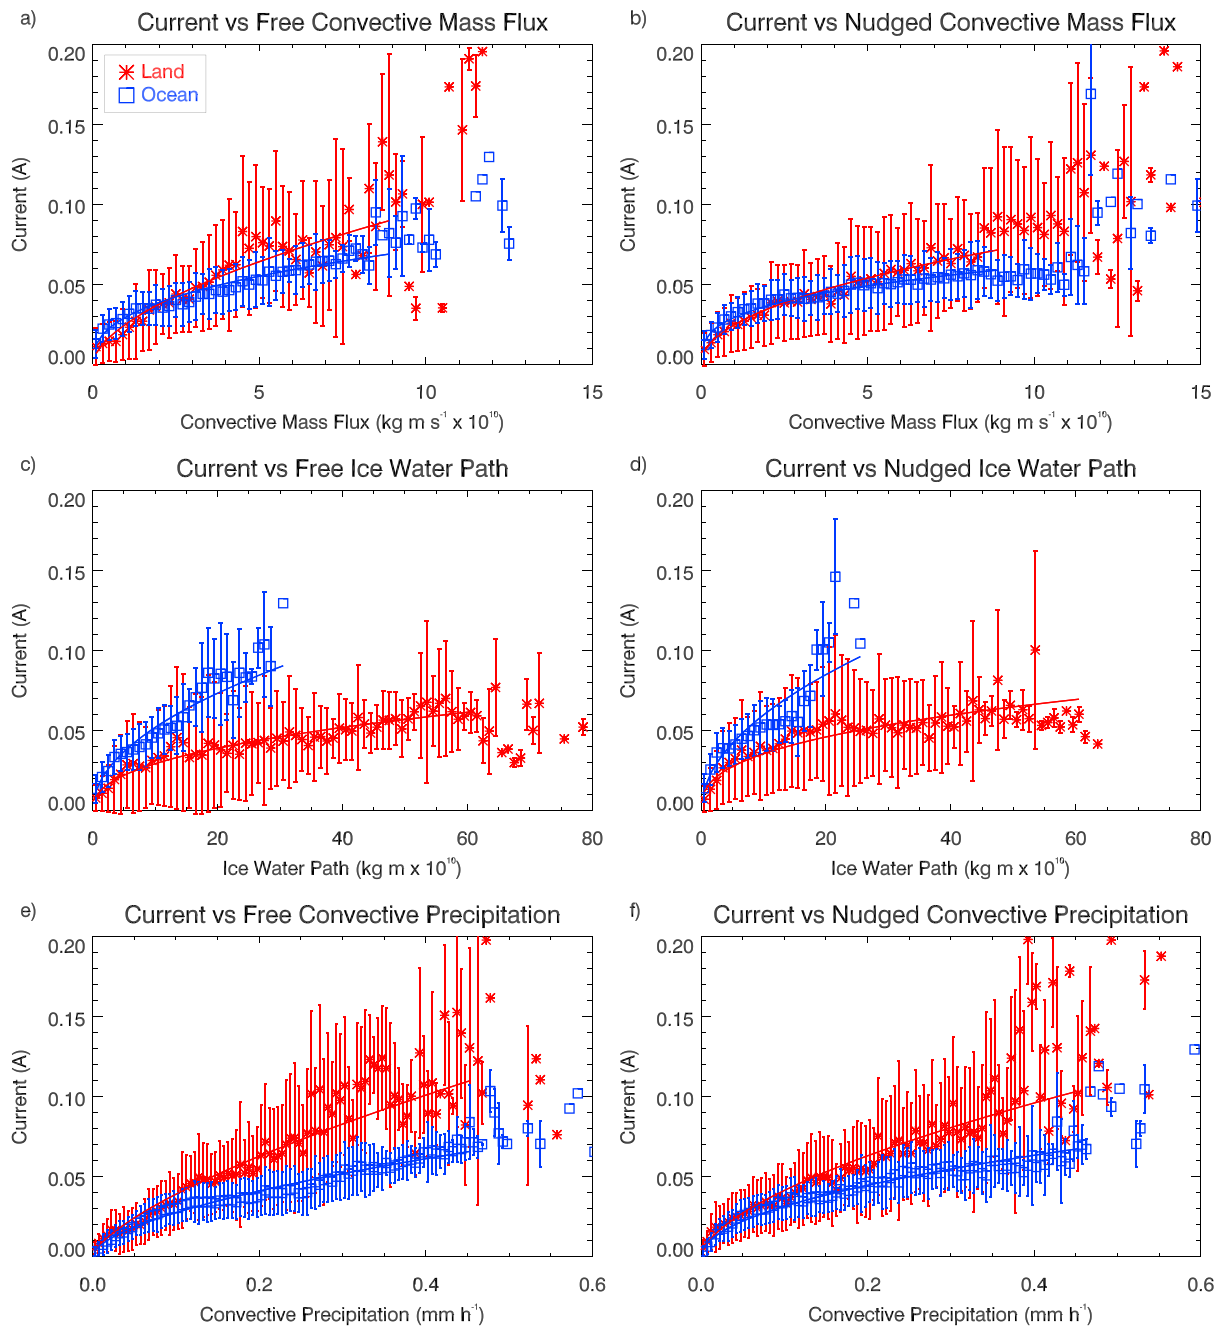 a) Current vs Free Convective Mass Flux
0.20
0.15
0.10
0.05
0.00
Current (A)
Land
Ocean
0 5 10 15
Convective Mass Flux (kg m s⁻¹ x 10¹⁶)
b) Current vs Nudged Convective Mass Flux
0.20
0.15
0.10
0.05
0.00
Current (A)
0 5 10 15
Convective Mass Flux (kg m s⁻¹ x 10¹⁶)
c) Current vs Free Ice Water Path
0.20
0.15
0.10
0.05
0.00
Current (A)
0 20 40 60 80
Ice Water Path (kg m x 10¹⁶)
d) Current vs Nudged Ice Water Path
0.20
0.15
0.10
0.05
0.00
Current (A)
0 20 40 60 80
Ice Water Path (kg m x 10¹⁶)
e) Current vs Free Convective Precipitation
0.20
0.15
0.10
0.05
0.00
Current (A)
0.0 0.2 0.4 0.6
Convective Precipitation (mm h⁻¹)
f) Current vs Nudged Convective Precipitation
0.20
0.15
0.10
0.05
0.00
Current (A)
0.0 0.2 0.4 0.6
Convective Precipitation (mm h⁻¹)